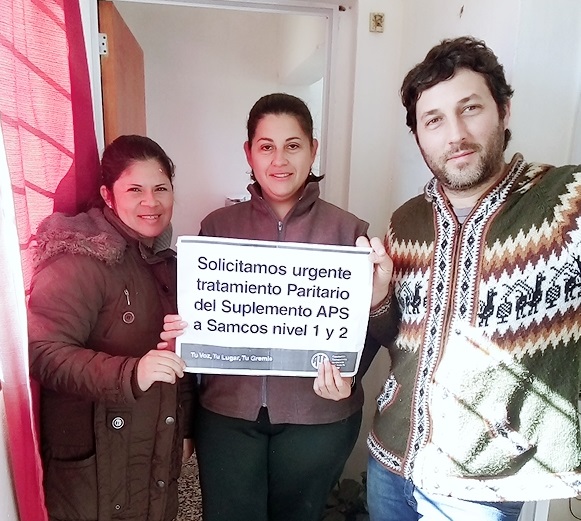 Solicitamos urgente
tratamiento Paritario
del Suplemento APS
a Samcos nivel 1 y 2
Tu Voz, Tu Lugar, Tu Gremio